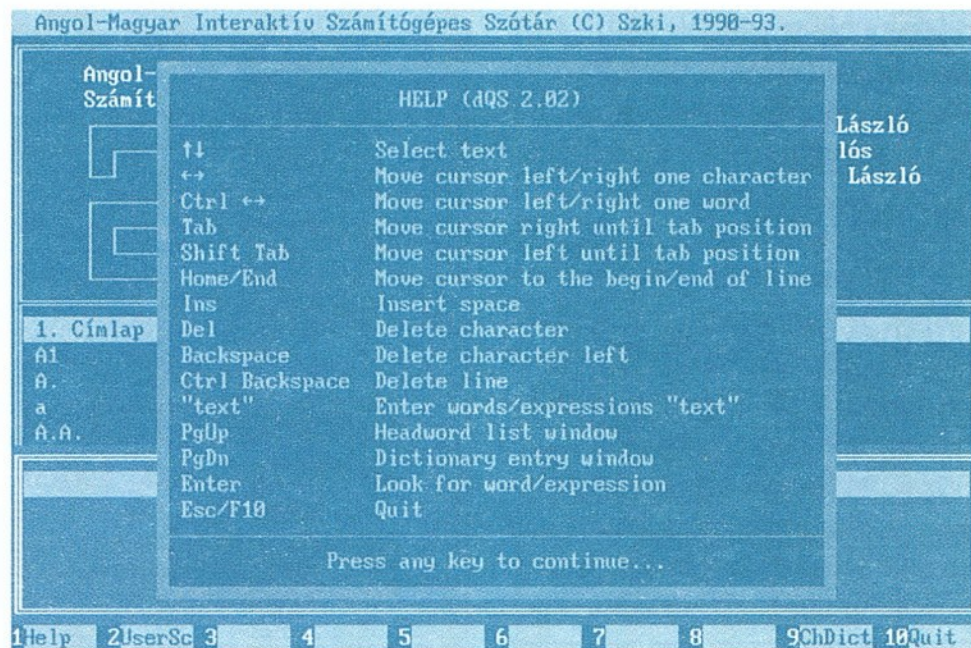 Angol-Magyar Interaktív Számítógépes Szótár (C) Szki, 1990-93.
Angol-
Számít
László
lós
László
HELP (dQS 2.02)
↑↓ Select text
←→ Move cursor left/right one character
Ctrl ←→ Move cursor left/right one word
Tab Move cursor right until tab position
Shift Tab Move cursor left until tab position
Home/End Move cursor to the begin/end of line
Ins Insert space
Del Delete character
Backspace Delete character left
Ctrl Backspace Delete line
"text" Enter words/expressions "text"
PgUp Headword list window
PgDn Dictionary entry window
Enter Look for word/expression
Esc/F10 Quit
Press any key to continue...
1. Címlap
A1
A.
a
A.A.
1Help 2UserSc 3 4 5 6 7 8 9ChDict 10Quit